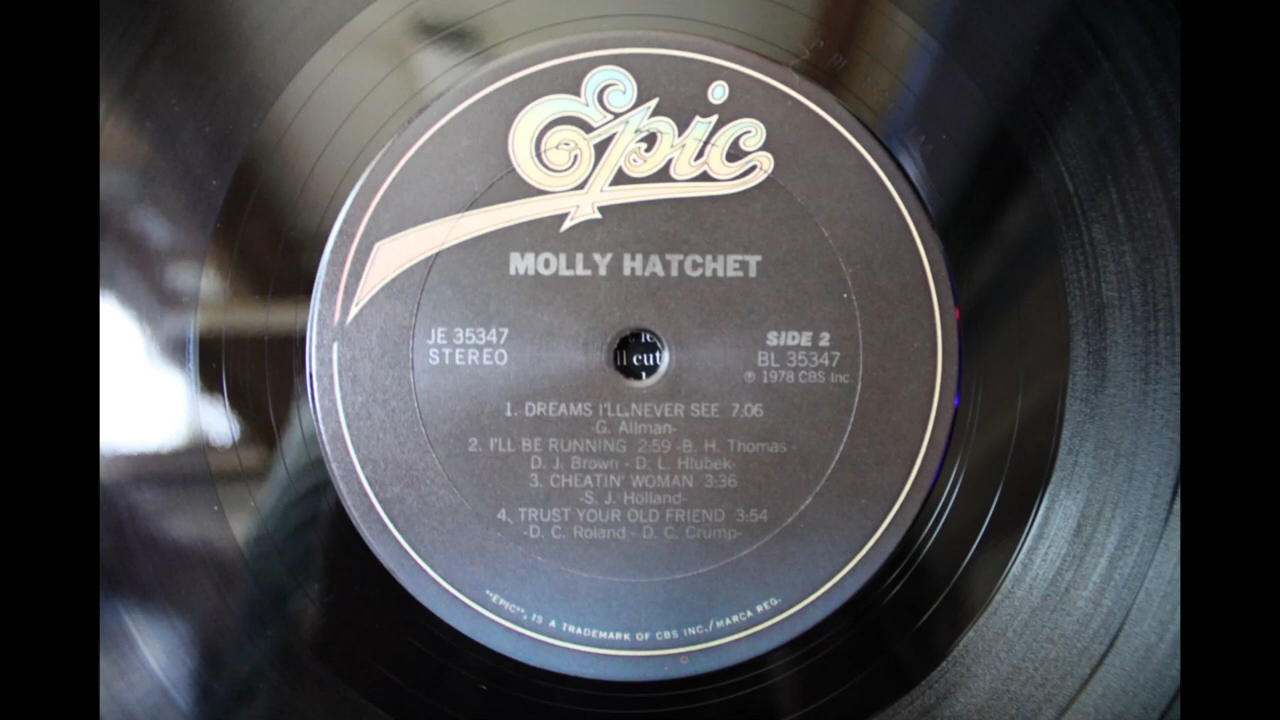 Epic
MOLLY HATCHET
JE 35347
STEREO
SIDE 2
BL 35347
℗ 1978 CBS Inc.
ll cut
1. DREAMS I'LL NEVER SEE 7:06
-G. Allman-
2. I'LL BE RUNNING 2:59 -B. H. Thomas -
D. J. Brown - D. L. Hlubek-
3. CHEATIN' WOMAN 3:36
-S. J. Holland-
4. TRUST YOUR OLD FRIEND 3:54
-D. C. Roland - D. C. Crump-
"EPIC", IS A TRADEMARK OF CBS INC./MARCA REG.